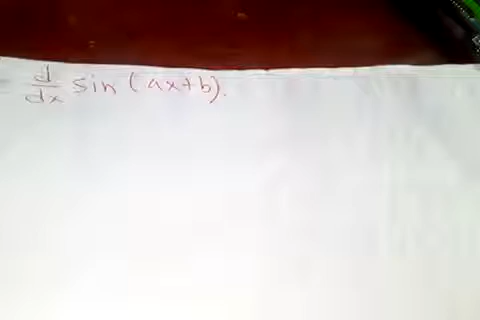 d/dx sin (ax+b).